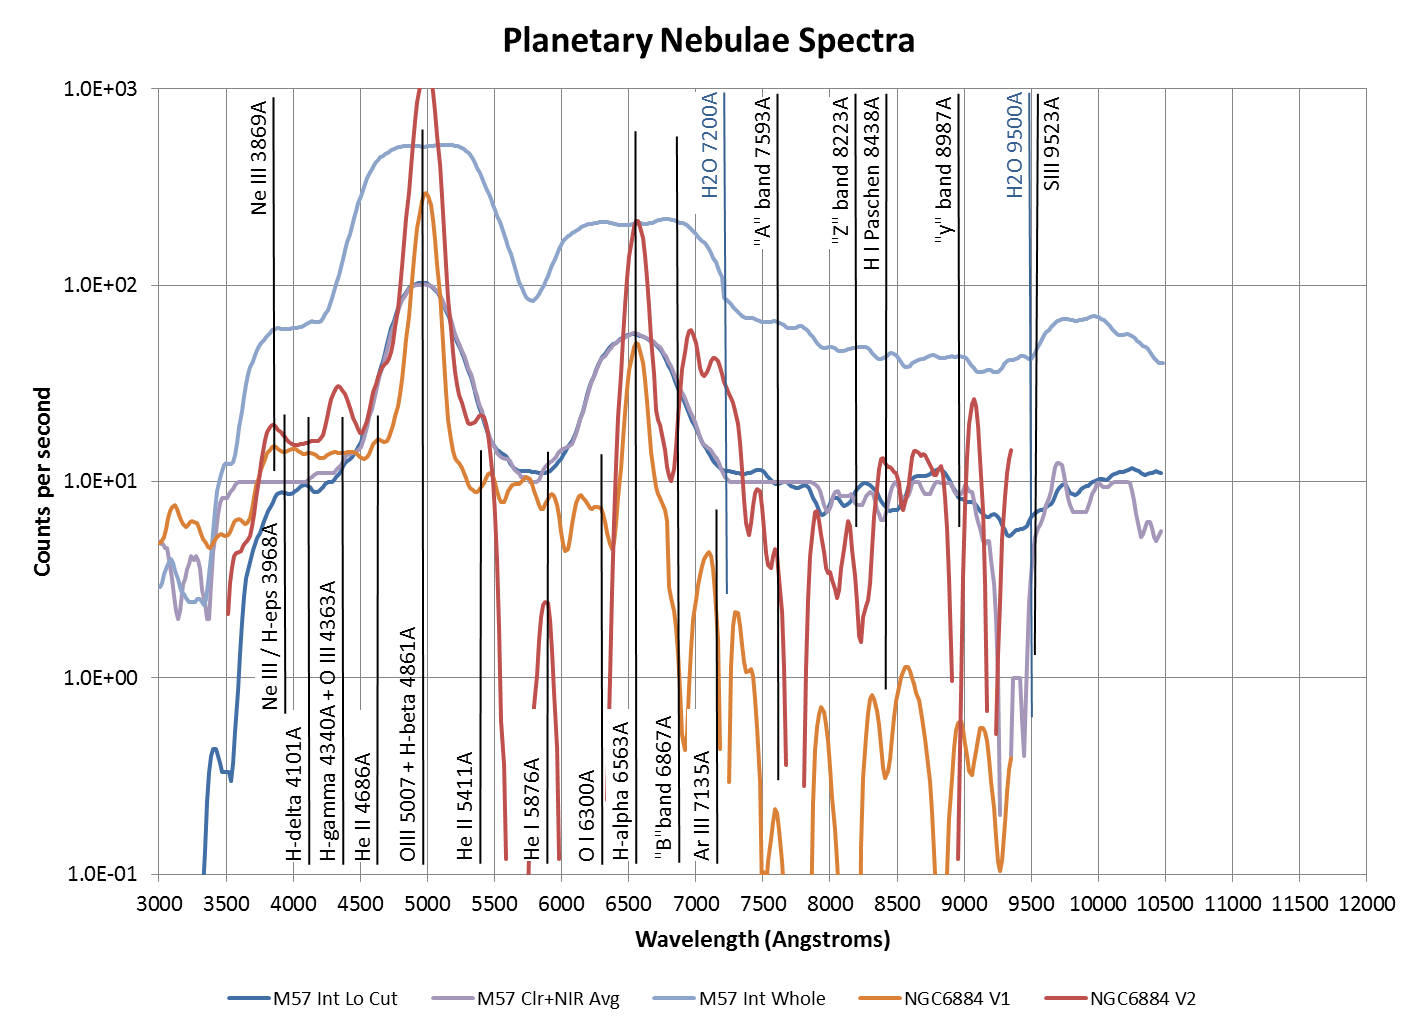 Planetary Nebulae Spectra
1.0E+03
1.0E+02
1.0E+01
1.0E+00
1.0E-01
Counts per second
Ne III 3869A
Ne III / H-eps 3968A
H-delta 4101A
H-gamma 4340A + O III 4363A
He II 4686A
OIII 5007 + H-beta 4861A
He II 5411A
He I 5876A
O I 6300A
H-alpha 6563A
"B"band 6867A
Ar III 7135A
H2O 7200A
"A" band 7593A
"Z" band 8223A
H I Paschen 8438A
"y" band 8987A
H2O 9500A
SIII 9523A
3000 3500 4000 4500 5000 5500 6000 6500 7000 7500 8000 8500 9000 9500 10000 10500 11000 11500 12000
Wavelength (Angstroms)
M57 Int Lo Cut M57 Clr+NIR Avg M57 Int Whole NGC6884 V1 NGC6884 V2